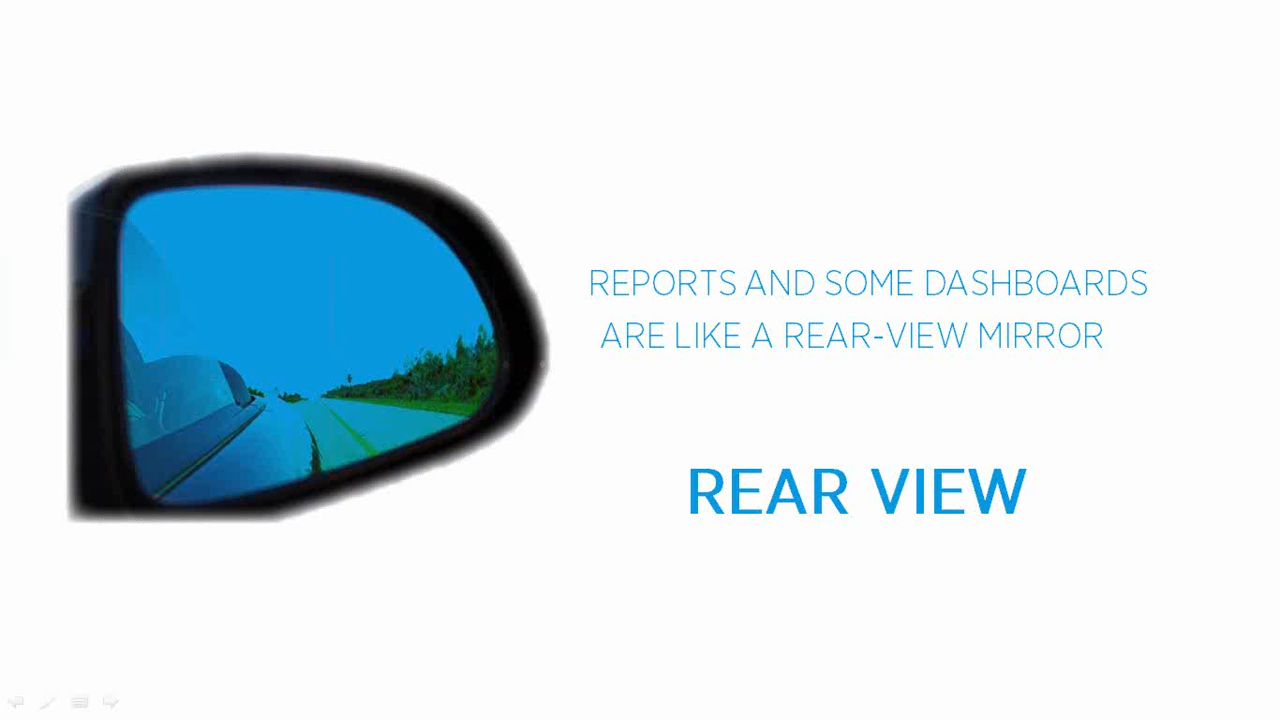 REPORTS AND SOME DASHBOARDS
ARE LIKE A REAR-VIEW MIRROR
REAR VIEW